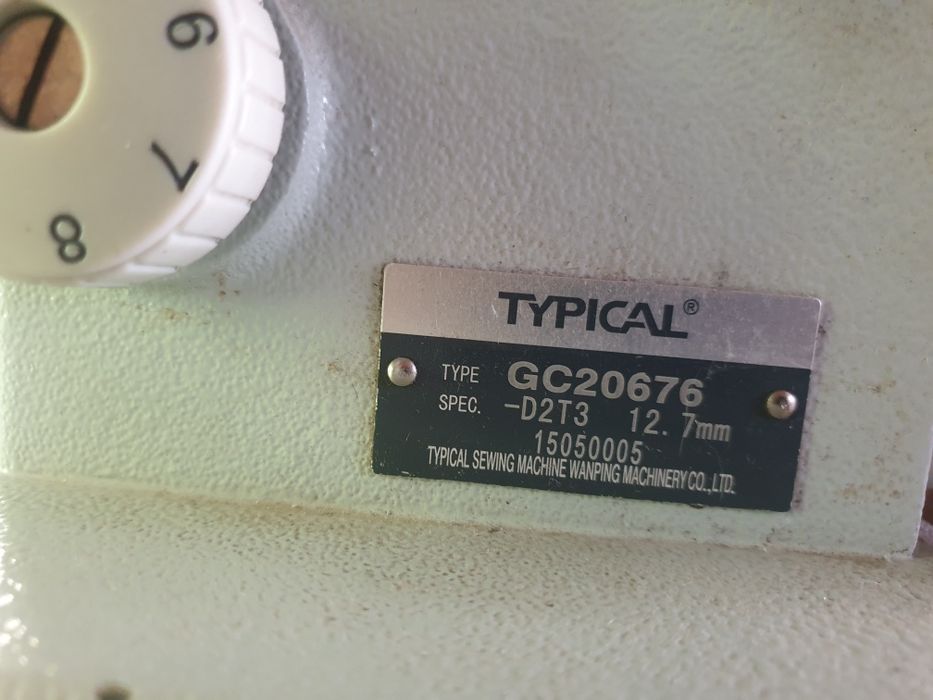 6
7
8
TYPICAL®
TYPE GC20676
SPEC. -D2T3 12.7mm
15050005
TYPICAL SEWING MACHINE WANPING MACHINERY CO.,LTD.